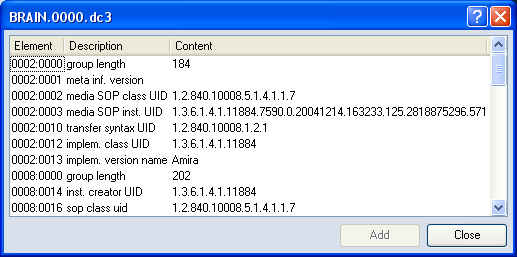 BRAIN.0000.dc3
Element Description Content
0002:0000 group length 184
0002:0001 meta inf. version
0002:0002 media SOP class UID 1.2.840.10008.5.1.4.1.1.7
0002:0003 media SOP inst. UID 1.3.6.1.4.1.11884.7590.0.20041214.163233.125.2818875296.571
0002:0010 transfer syntax UID 1.2.840.10008.1.2.1
0002:0012 implem. class UID 1.3.6.1.4.1.11884
0002:0013 implem. version name Amira
0008:0000 group length 202
0008:0014 inst. creator UID 1.3.6.1.4.1.11884
0008:0016 sop class uid 1.2.840.10008.5.1.4.1.1.7
Add Close